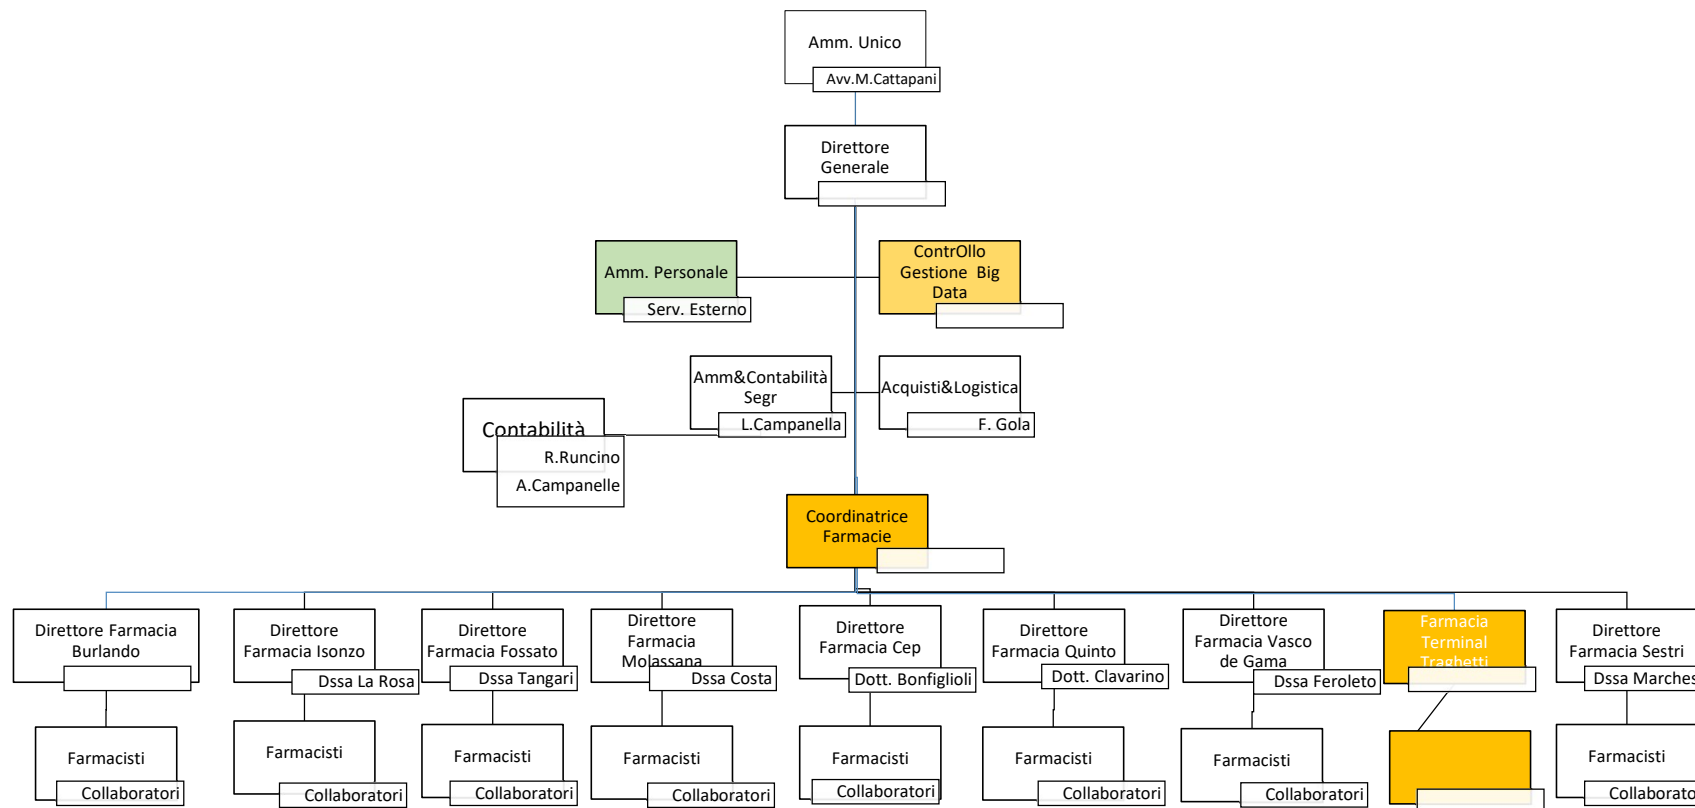 Amm. Unico
Avv.M.Cattapani
Direttore
Generale
Amm. Personale
Serv. Esterno
ContrOllo
Gestione Big
Data
Amm&Contabilità
Segr
L.Campanella
Acquisti&Logistica
F. Gola
Contabilità
R.Runcino
A.Campanelle
Coordinatrice
Farmacie
Direttore Farmacia
Burlando
Direttore
Farmacia Isonzo
Dssa La Rosa
Direttore
Farmacia Fossato
Dssa Tangari
Direttore
Farmacia
Molassana
Dssa Costa
Direttore
Farmacia Cep
Dott. Bonfiglioli
Direttore
Farmacia Quinto
Dott. Clavarino
Direttore
Farmacia Vasco
de Gama
Dssa Feroleto
Farmacia
Terminal
Traghetti
Direttore
Farmacia Sestri
Dssa Marches
Farmacisti
Collaboratori
Farmacisti
Collaboratori
Farmacisti
Collaboratori
Farmacisti
Collaboratori
Farmacisti
Collaboratori
Farmacisti
Collaboratori
Farmacisti
Collaboratori
Farmacisti
Collaborato